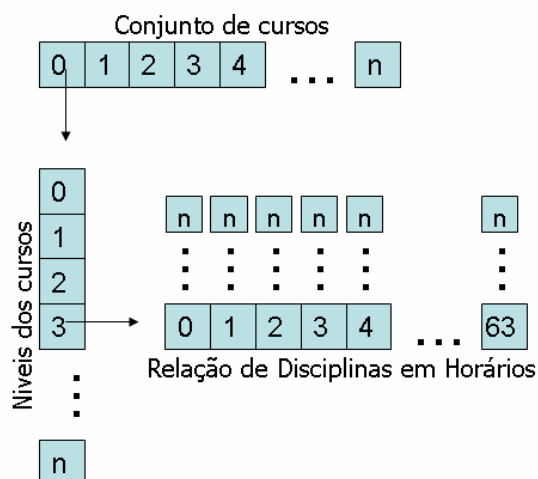 Conjunto de cursos
0 1 2 3 4 ... n
0
1
2
3
n
Níveis dos cursos
n n n n n n
0 1 2 3 4 ... 63
Relação de Disciplinas em Horários